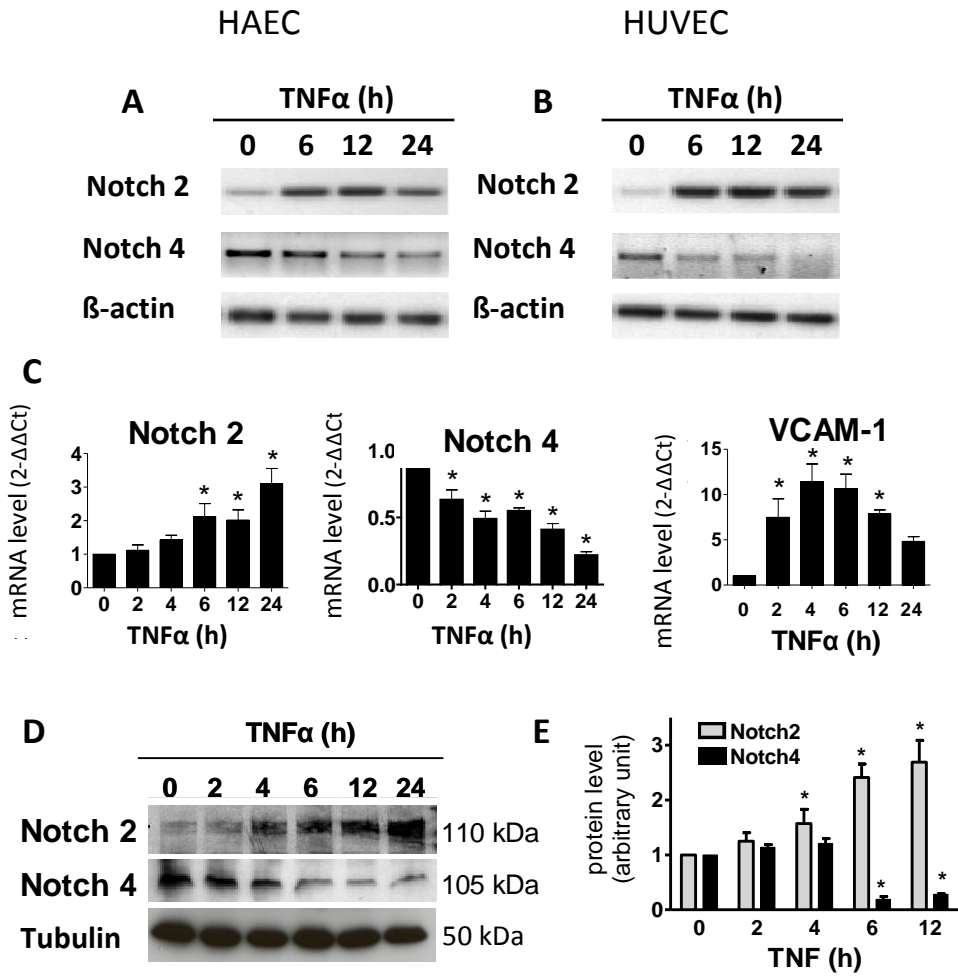 HAEC HUVEC
A TNFα (h) B TNFα (h)
0 6 12 24 0 6 12 24
Notch 2 Notch 2
Notch 4 Notch 4
ß-actin ß-actin
C
mRNA level (2-ΔΔCt)
Notch 2
4
3
2
1
0
* * *
0 2 4 6 12 24
TNFα (h)
mRNA level (2-ΔΔCt
Notch 4
1.0
0.5
0.0
* * * * *
0 2 4 6 12 24
TNFα (h)
mRNA level (2-ΔΔCt)
VCAM-1
15
10
5
0
* * * *
0 2 4 6 12 24
TNFα (h)
D TNFα (h)
0 2 4 6 12 24
Notch 2 110 kDa
Notch 4 105 kDa
Tubulin 50 kDa
E
protein level
(arbitrary unit)
Notch2
Notch4
3
2
1
0
* * * * *
0 2 4 6 12
TNF (h)